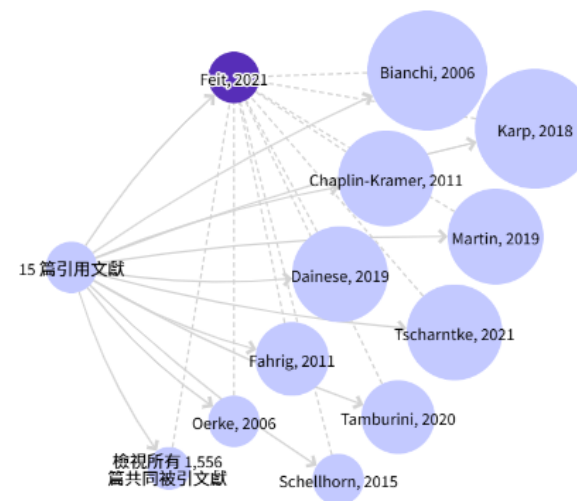 Feit, 2021
Bianchi, 2006
Karp, 2018
Chaplin-Kramer, 2011
Martin, 2019
15 篇引用文獻
Dainese, 2019
Tscharntke, 2021
Fahrig, 2011
Tamburini, 2020
Oerke, 2006
檢視所有 1,556
篇共同被引文獻
Schellhorn, 2015